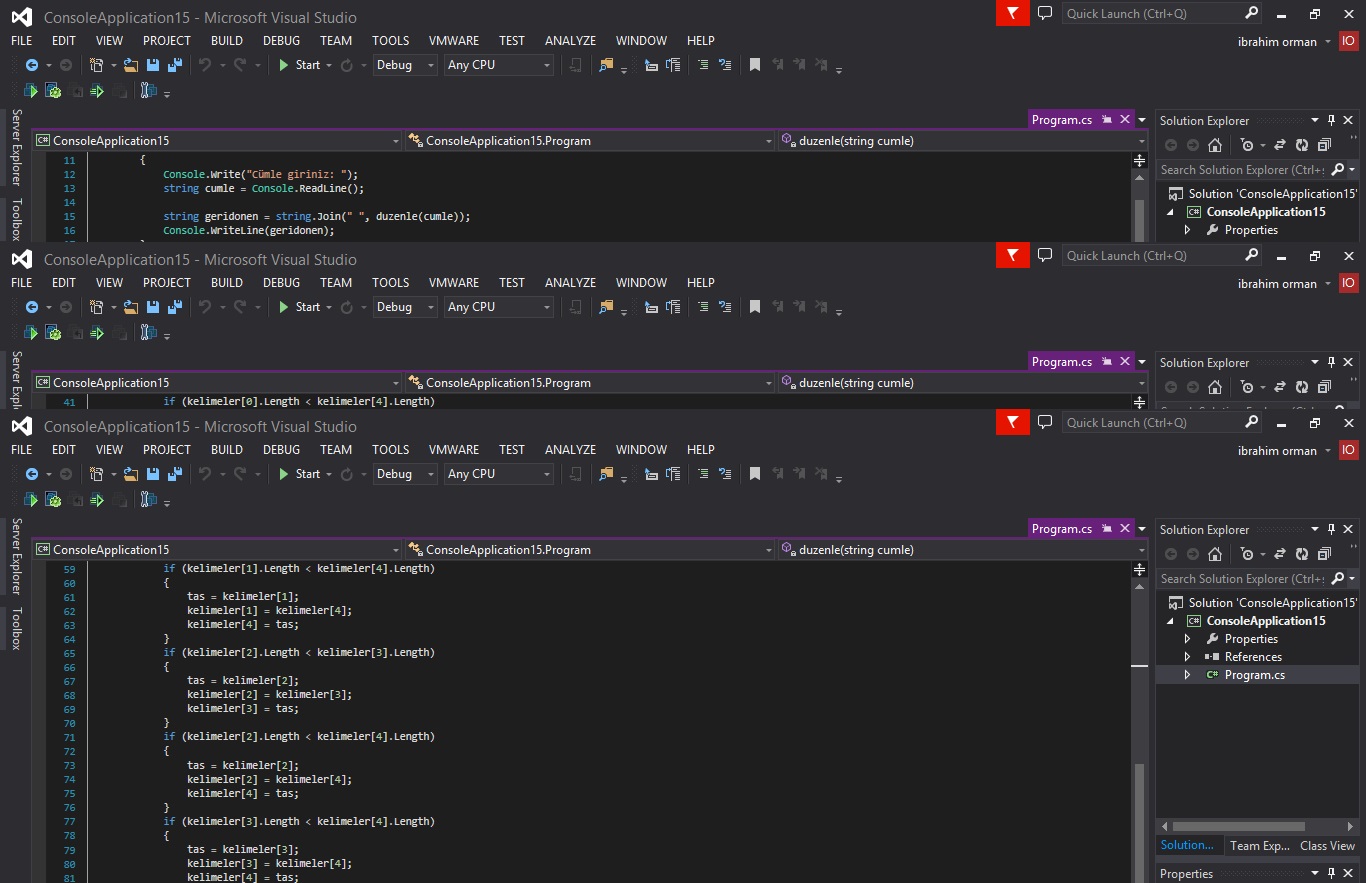 ConsoleApplication15 - Microsoft Visual Studio
Quick Launch (Ctrl+Q)
FILE EDIT VIEW PROJECT BUILD DEBUG TEAM TOOLS VMWARE TEST ANALYZE WINDOW HELP
ibrahim orman IO
Start Debug Any CPU
Server Explorer
Toolbox
Program.cs
Solution Explorer
ConsoleApplication15
ConsoleApplication15.Program
duzenle(string cumle)
Search Solution Explorer (Ctrl+;
Solution 'ConsoleApplication15'
ConsoleApplication15
Properties
11 {
12 Console.Write("Cümle giriniz: ");
13 string cumle = Console.ReadLine();
14
15 string geridonen = string.Join(" ", duzenle(cumle));
16 Console.WriteLine(geridonen);
ConsoleApplication15 - Microsoft Visual Studio
Quick Launch (Ctrl+Q)
FILE EDIT VIEW PROJECT BUILD DEBUG TEAM TOOLS VMWARE TEST ANALYZE WINDOW HELP
ibrahim orman IO
Start Debug Any CPU
Program.cs
Solution Explorer
ConsoleApplication15
ConsoleApplication15.Program
duzenle(string cumle)
41 if (kelimeler[0].Length < kelimeler[4].Length)
ConsoleApplication15 - Microsoft Visual Studio
Quick Launch (Ctrl+Q)
FILE EDIT VIEW PROJECT BUILD DEBUG TEAM TOOLS VMWARE TEST ANALYZE WINDOW HELP
ibrahim orman IO
Start Debug Any CPU
Server Explorer
Toolbox
Program.cs
Solution Explorer
ConsoleApplication15
ConsoleApplication15.Program
duzenle(string cumle)
Search Solution Explorer (Ctrl+;
Solution 'ConsoleApplication15'
ConsoleApplication15
Properties
References
C# Program.cs
59 if (kelimeler[1].Length < kelimeler[4].Length)
60 {
61 tas = kelimeler[1];
62 kelimeler[1] = kelimeler[4];
63 kelimeler[4] = tas;
64 }
65 if (kelimeler[2].Length < kelimeler[3].Length)
66 {
67 tas = kelimeler[2];
68 kelimeler[2] = kelimeler[3];
69 kelimeler[3] = tas;
70 }
71 if (kelimeler[2].Length < kelimeler[4].Length)
72 {
73 tas = kelimeler[2];
74 kelimeler[2] = kelimeler[4];
75 kelimeler[4] = tas;
76 }
77 if (kelimeler[3].Length < kelimeler[4].Length)
78 {
79 tas = kelimeler[3];
80 kelimeler[3] = kelimeler[4];
81 kelimeler[4] = tas;
Solution... Team Exp... Class View
Properties